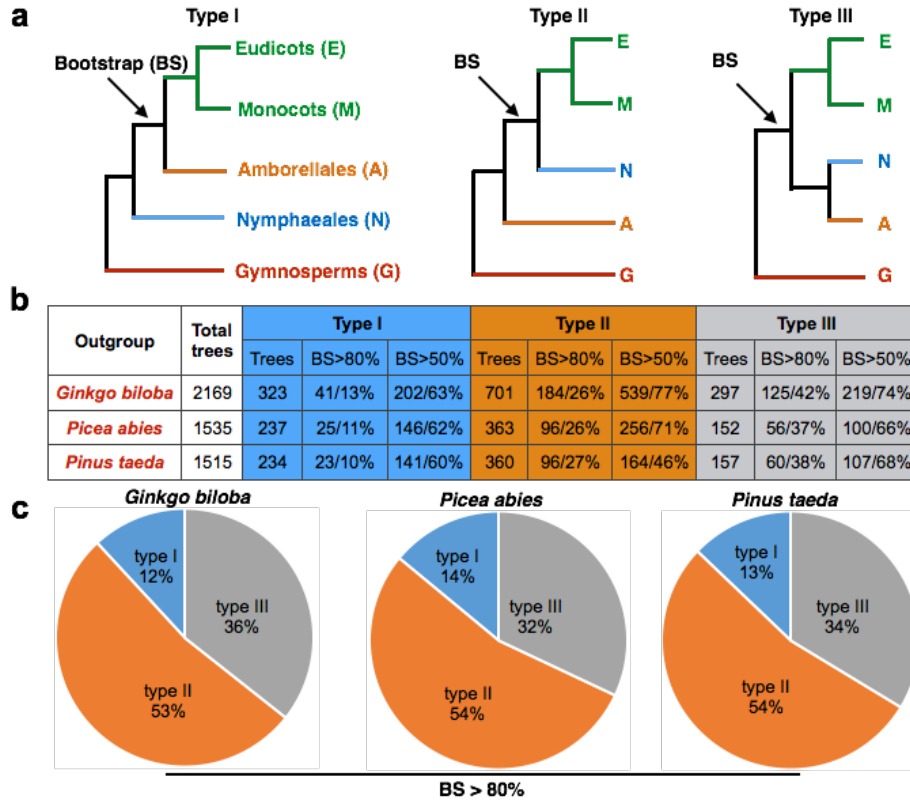 a Type I Type II Type III
Bootstrap (BS) Eudicots (E) BS E BS E
Monocots (M) M M
Amborellales (A) N N
Nymphaeales (N) A A
Gymnosperms (G) G G
b
Outgroup Total trees Type I Type II Type III
Trees BS>80% BS>50% Trees BS>80% BS>50% Trees BS>80% BS>50%
Ginkgo biloba 2169 323 41/13% 202/63% 701 184/26% 539/77% 297 125/42% 219/74%
Picea abies 1535 237 25/11% 146/62% 363 96/26% 256/71% 152 56/37% 100/66%
Pinus taeda 1515 234 23/10% 141/60% 360 96/27% 164/46% 157 60/38% 107/68%
c Ginkgo biloba Picea abies Pinus taeda
type I
12%
type III
36%
type II
53%
type I
14%
type III
32%
type II
54%
type I
13%
type III
34%
type II
54%
BS > 80%